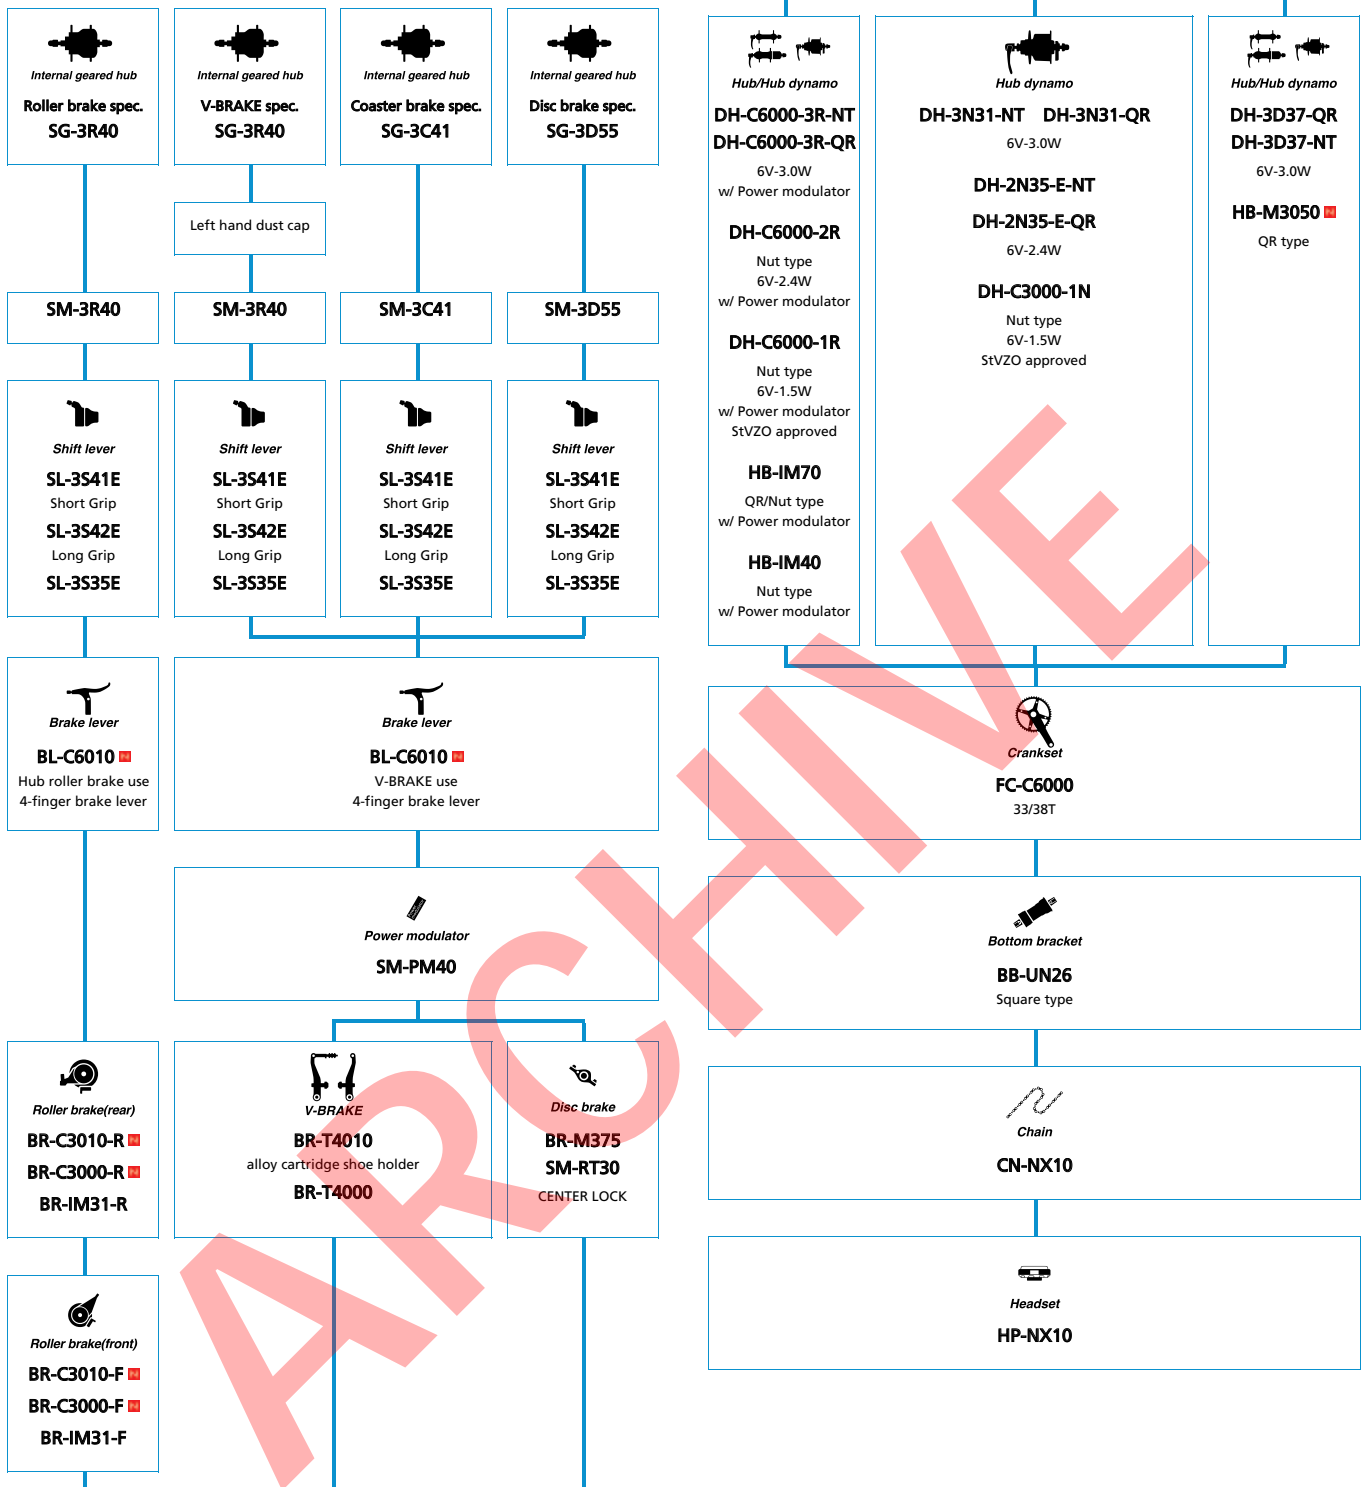 Internal geared hub
Roller brake spec.
SG-3R40
Internal geared hub
V-BRAKE spec.
SG-3R40
Internal geared hub
Coaster brake spec.
SG-3C41
Internal geared hub
Disc brake spec.
SG-3D55
Left hand dust cap
SM-3R40
SM-3R40
SM-3C41
SM-3D55
Shift lever
SL-3S41E
Short Grip
SL-3S42E
Long Grip
SL-3S35E
Shift lever
SL-3S41E
Short Grip
SL-3S42E
Long Grip
SL-3S35E
Shift lever
SL-3S41E
Short Grip
SL-3S42E
Long Grip
SL-3S35E
Shift lever
SL-3S41E
Short Grip
SL-3S42E
Long Grip
SL-3S35E
Brake lever
BL-C6010 N
Hub roller brake use
4-finger brake lever
Brake lever
BL-C6010 N
V-BRAKE use
4-finger brake lever
Power modulator
SM-PM40
Roller brake(rear)
BR-C3010-R N
BR-C3000-R N
BR-IM31-R
V-BRAKE
BR-T4010
alloy cartridge shoe holder
BR-T4000
Disc brake
BR-M375
SM-RT30
CENTER LOCK
Roller brake(front)
BR-C3010-F N
BR-C3000-F N
BR-IM31-F
Hub/Hub dynamo
DH-C6000-3R-NT
DH-C6000-3R-QR
6V-3.0W
w/ Power modulator
DH-C6000-2R
Nut type
6V-2.4W
w/ Power modulator
DH-C6000-1R
Nut type
6V-1.5W
w/ Power modulator
StVZO approved
HB-IM70
QR/Nut type
w/ Power modulator
HB-IM40
Nut type
w/ Power modulator
Hub dynamo
DH-3N31-NT DH-3N31-QR
6V-3.0W
DH-2N35-E-NT
DH-2N35-E-QR
6V-2.4W
DH-C3000-1N
Nut type
6V-1.5W
StVZO approved
Hub/Hub dynamo
DH-3D37-QR
DH-3D37-NT
6V-3.0W
HB-M3050 N
QR type
Crankset
FC-C6000
33/38T
Bottom bracket
BB-UN26
Square type
Chain
CN-NX10
Headset
HP-NX10
ARCHIVE